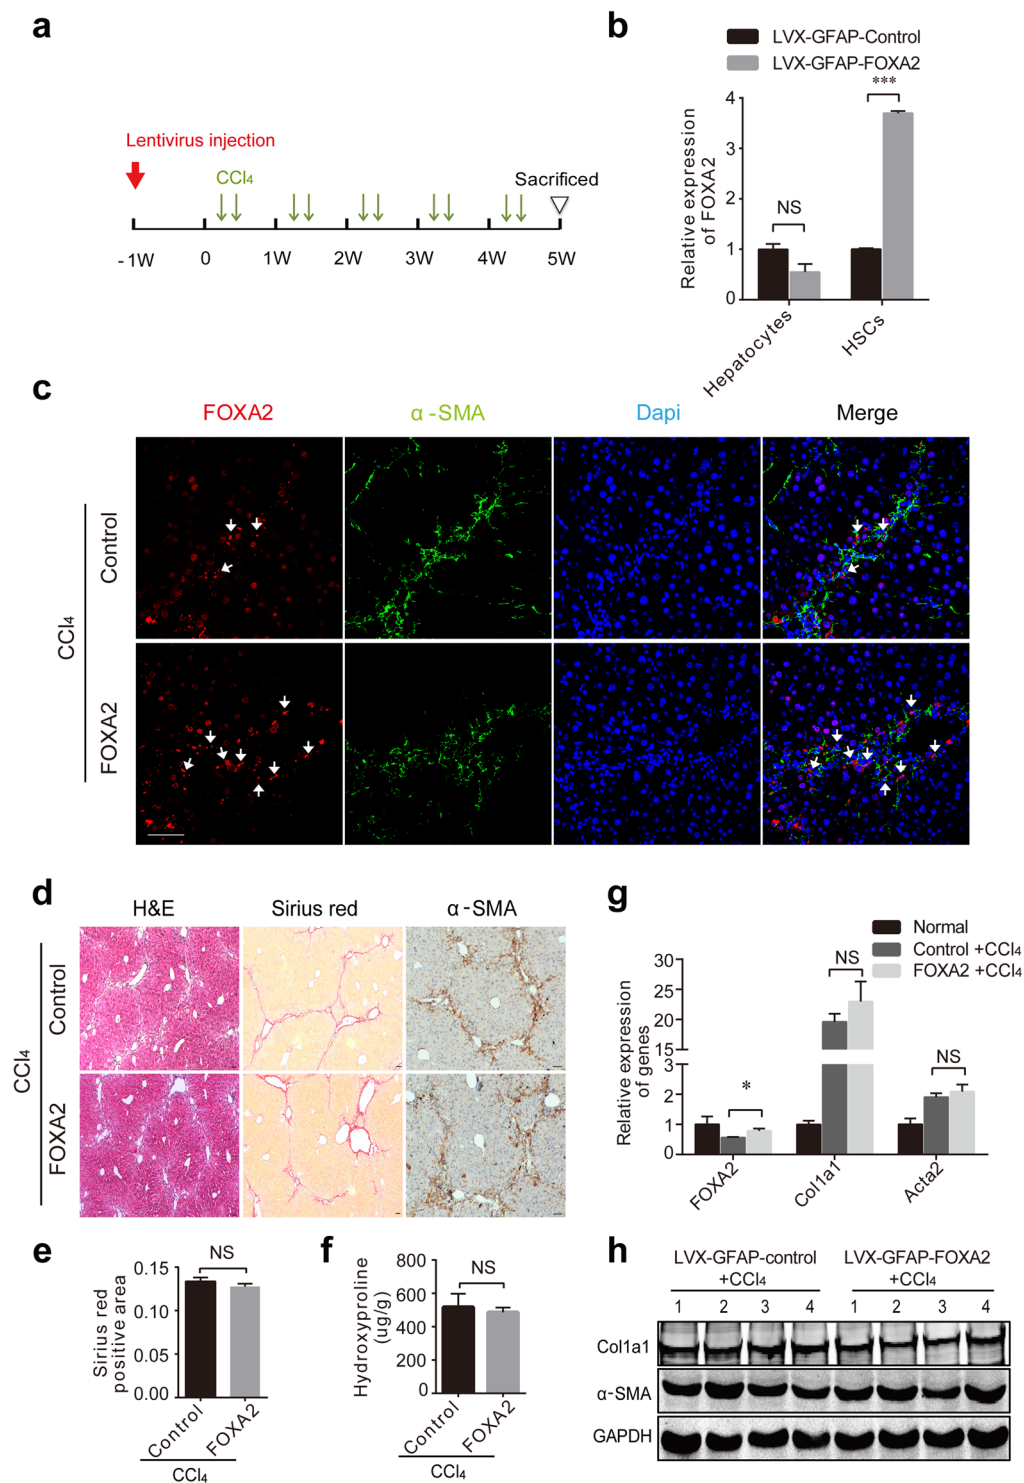 a
Lentivirus injection
CCl₄
Sacrificed
-1W 0 1W 2W 3W 4W 5W
b
LVX-GFAP-Control
LVX-GFAP-FOXA2
***
NS
Relative expression
of FOXA2
4
3
2
1
0
Hepatocytes
HSCs
c
FOXA2 α-SMA Dapi Merge
CCl₄
Control
FOXA2
d
H&E Sirius red α-SMA
CCl₄
Control
FOXA2
g
Normal
Control +CCl₄
FOXA2 +CCl₄
Relative expression
of genes
30
25
20
15
3
2
1
0
*
NS
NS
FOXA2
Col1a1
Acta2
e
NS
Sirius red
positive area
0.15
0.10
0.05
0.00
Control
FOXA2
CCl₄
f
NS
Hydroxyproline
(ug/g)
800
600
400
200
0
Control
FOXA2
CCl₄
h
LVX-GFAP-control
+CCl₄
LVX-GFAP-FOXA2
+CCl₄
1 2 3 4 1 2 3 4
Col1a1
α-SMA
GAPDH